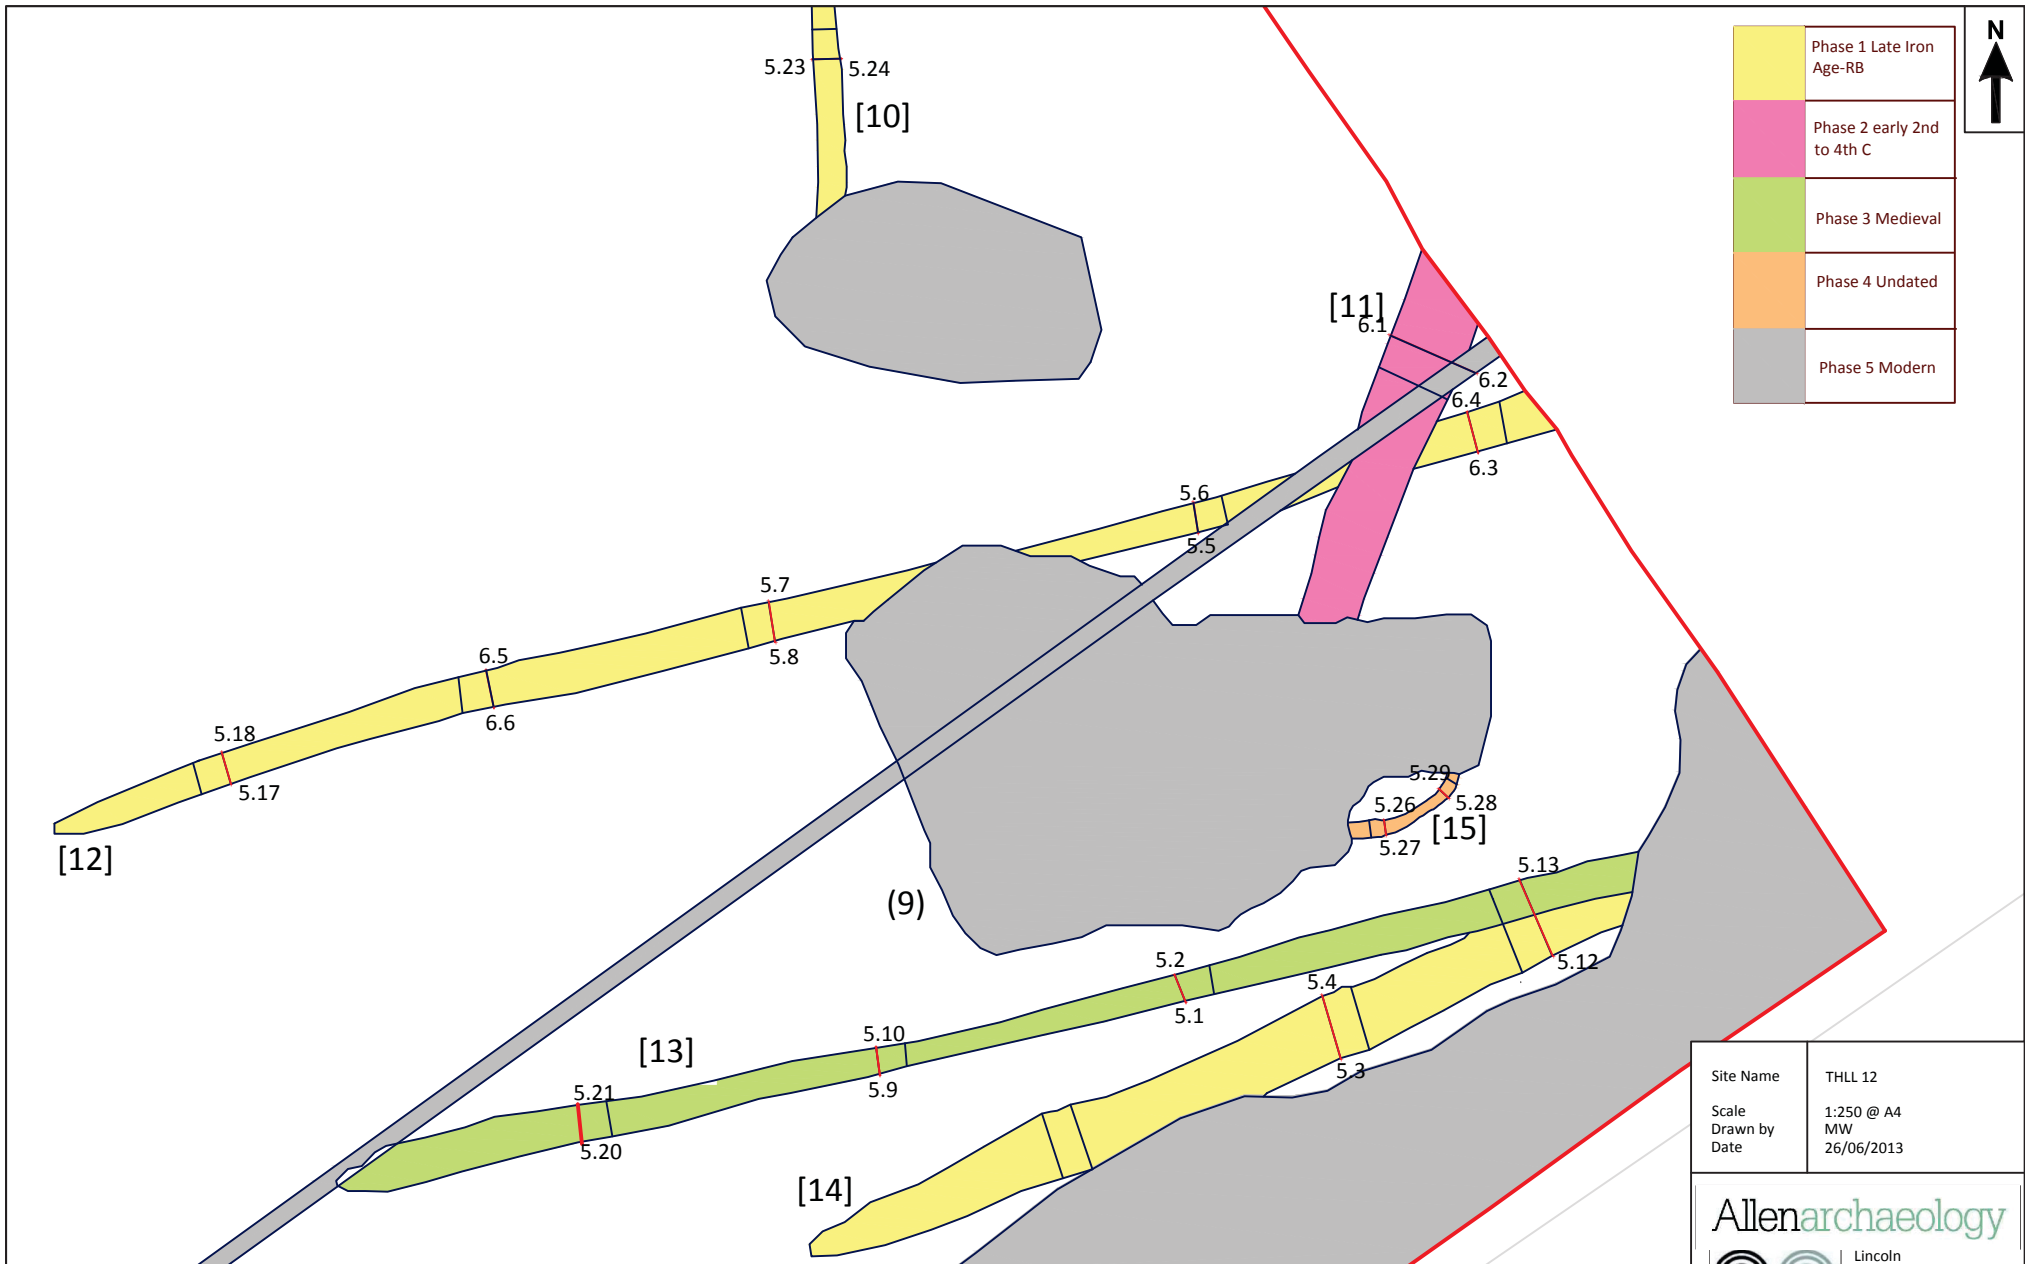 N
Phase 1 Late Iron
Age-RB
Phase 2 early 2nd
to 4th C
Phase 3 Medieval
Phase 4 Undated
Phase 5 Modern
5.23
5.24
[10]
[11]
6.1
6.2
6.4
6.3
5.6
5.5
5.7
5.8
6.5
6.6
5.18
5.17
[12]
5.29
5.28
5.26
5.27
[15]
(9)
5.13
5.12
5.2
5.1
5.4
5.3
5.10
5.9
[13]
5.21
5.20
[14]
Site Name THLL 12
Scale 1:250 @ A4
Drawn by MW
Date 26/06/2013
Allenarchaeology
Lincoln